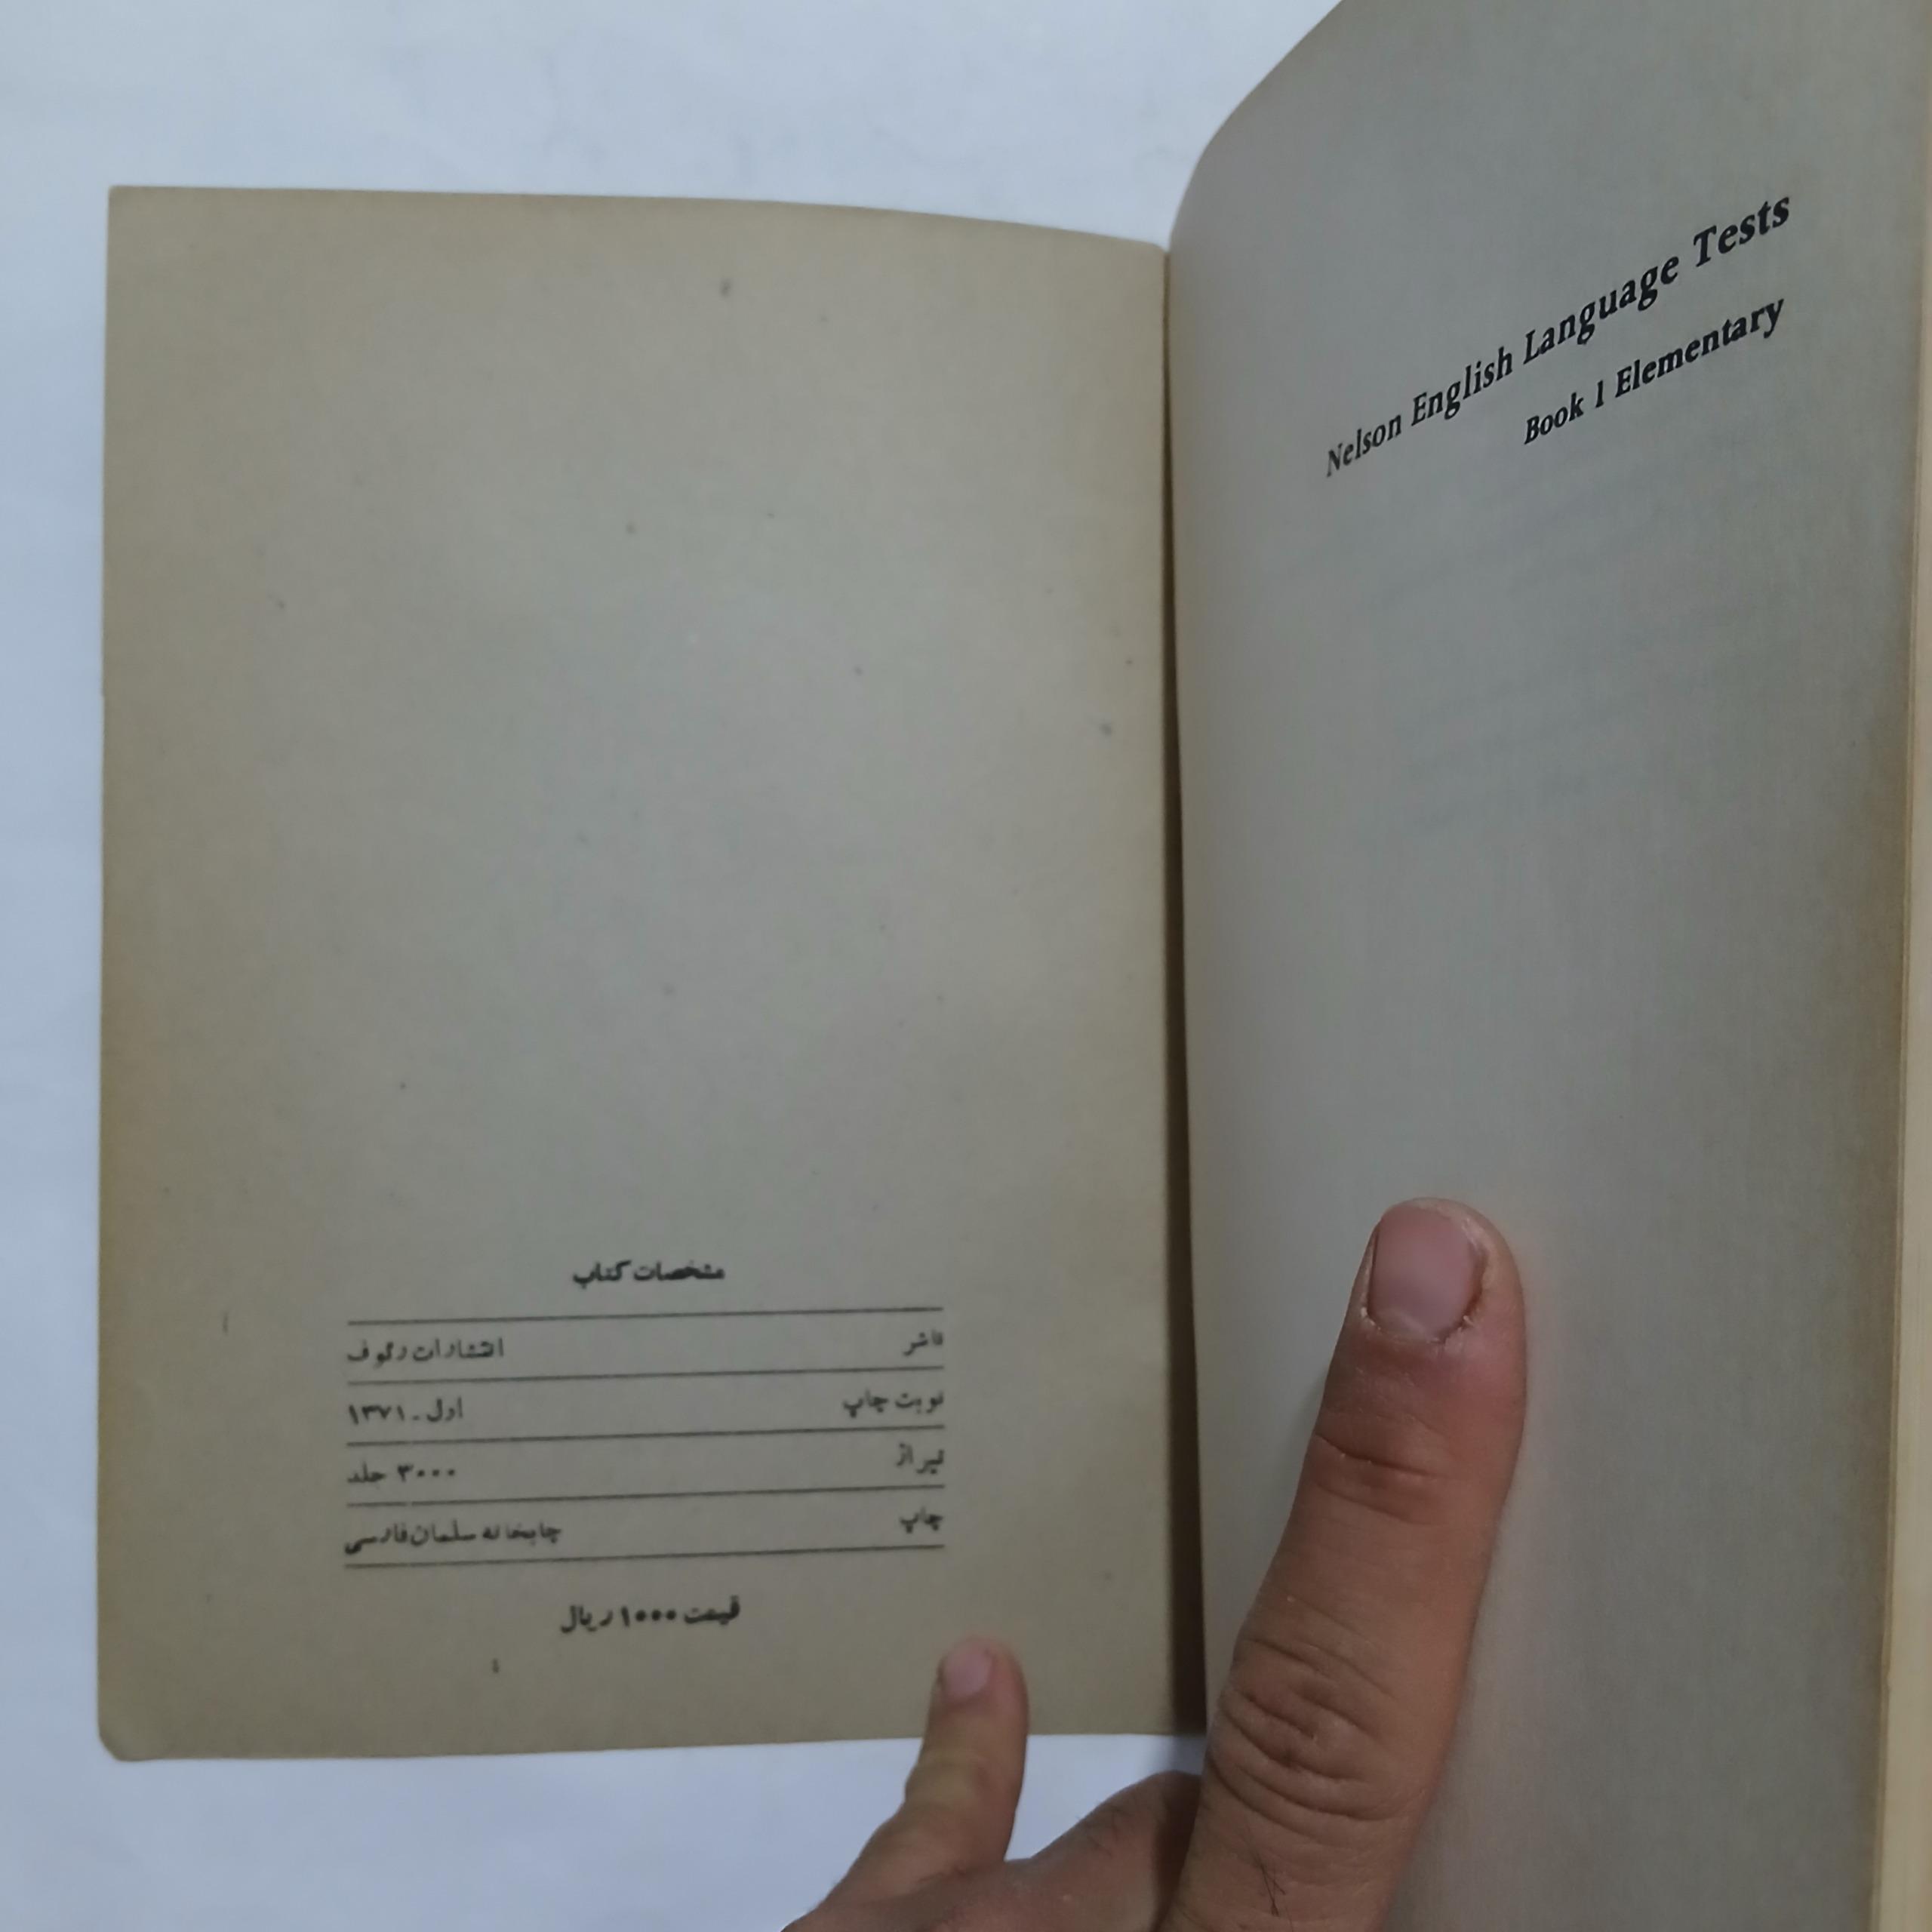 مشخصات کتاب
ناشر انتشارات رئوف
نوبت چاپ اول - ۱۳۷۱
تیراژ ۳۰۰۰ جلد
چاپ چاپخانه سلمان فارسی
قیمت ۱۰۰۰ ریال
Nelson English Language Tests
Book 1 Elementary